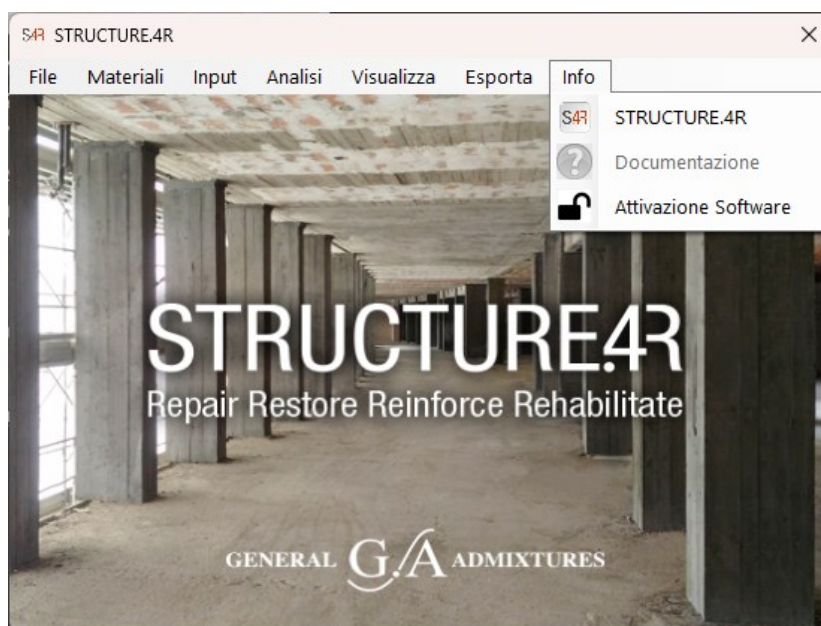 S4R STRUCTURE.4R
File Materiali Input Analisi Visualizza Esporta Info
S4R STRUCTURE.4R
Documentazione
Attivazione Software
STRUCTURE.4R
Repair Restore Reinforce Rehabilitate
GENERAL G.A ADMIXTURES